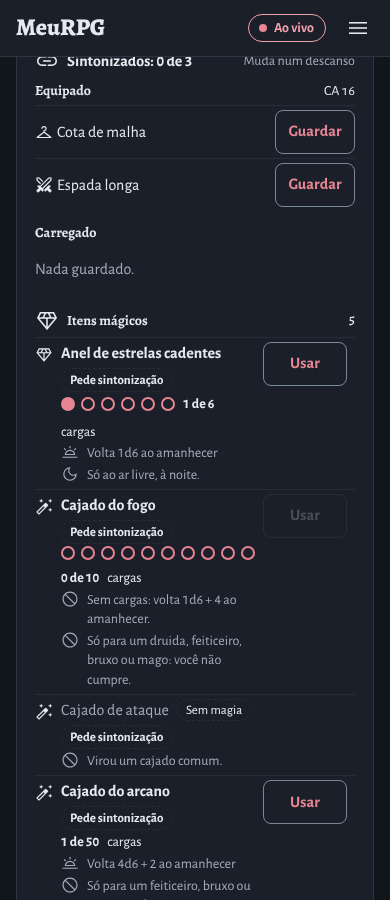 MeuRPG
Ao vivo
Sintonizados: 0 de 3
Muda num descanso
Equipado
CA 16
Cota de malha
Guardar
Espada longa
Guardar
Carregado
Nada guardado.
Itens mágicos
5
Anel de estrelas cadentes
Usar
Pede sintonização
1 de 6
cargas
Volta 1d6 ao amanhecer
Só ao ar livre, à noite.
Cajado do fogo
Usar
Pede sintonização
0 de 10 cargas
Sem cargas: volta 1d6 + 4 ao
amanhecer.
Só para um druida, feiticeiro,
bruxo ou mago: você não
cumpre.
Cajado de ataque
Sem magia
Pede sintonização
Virou um cajado comum.
Cajado do arcano
Usar
Pede sintonização
1 de 50 cargas
Volta 4d6 + 2 ao amanhecer
Só para um feiticeiro, bruxo ou